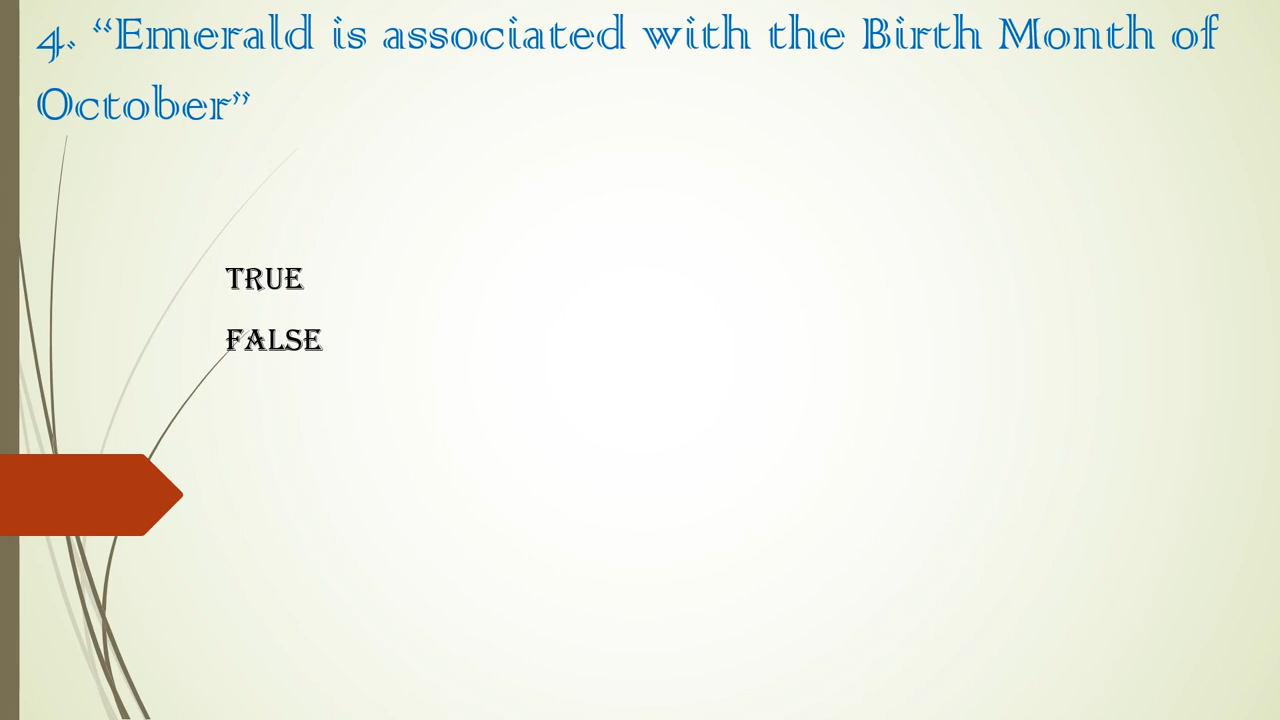 4. “Emerald is associated with the Birth Month of
October”
TRUE
FALSE